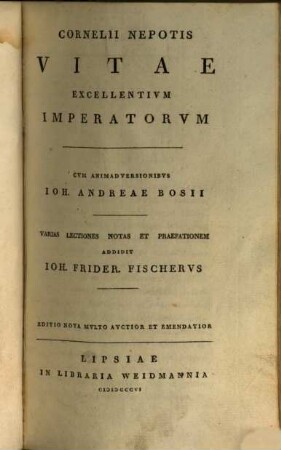 CORNELII NEPOTIS
VITAE
EXCELLENTIVM
IMPERATORVM
CVM ANIMADVERSIONIBVS
IOH. ANDREAE BOSII
VARIAS LECTIONES NOTAS ET PRAEFATIONEM
ADDIDIT
IOH. FRIDER. FISCHERVS
EDITIO NOVA MVLTO AVCTIOR ET EMENDATIOR
LIPSIAE
IN LIBRARIA WEIDMANNIA
CIƆIƆCCCVI